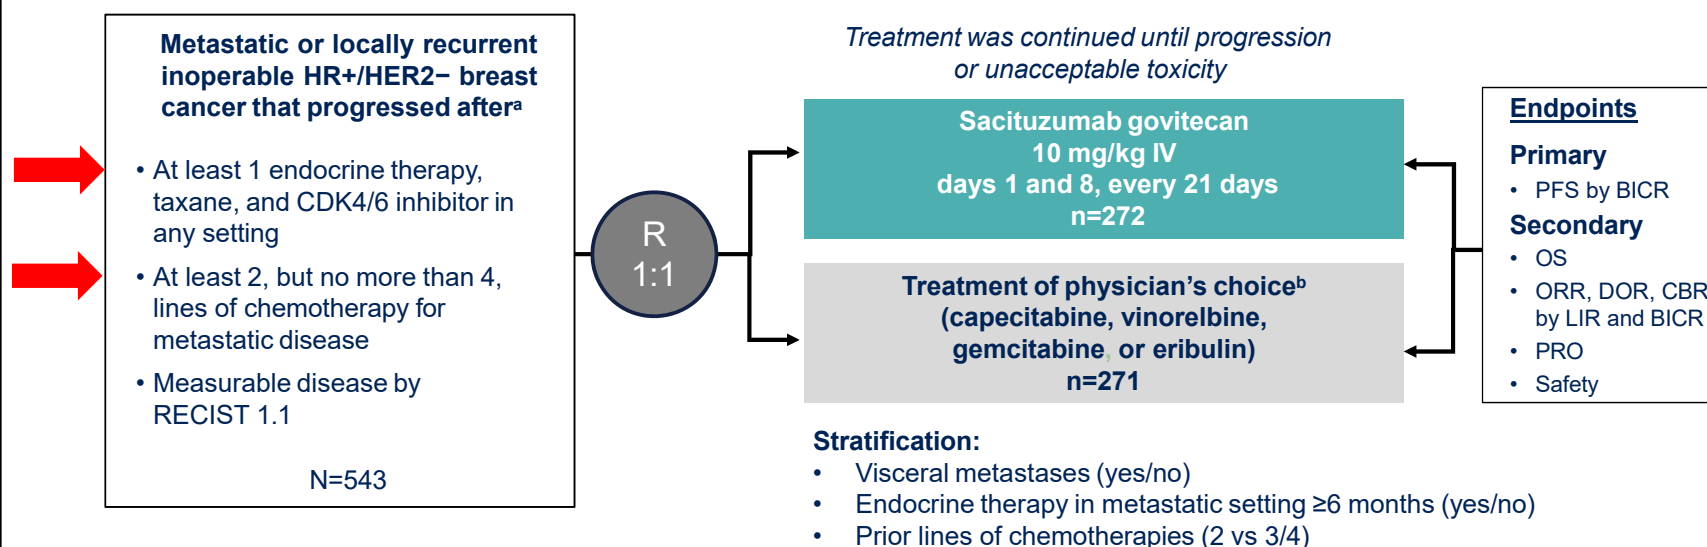 Metastatic or locally recurrent
inoperable HR+/HER2− breast
cancer that progressed afterᵃ
• At least 1 endocrine therapy,
taxane, and CDK4/6 inhibitor in
any setting
• At least 2, but no more than 4,
lines of chemotherapy for
metastatic disease
• Measurable disease by
RECIST 1.1
N=543
R
1:1
Treatment was continued until progression
or unacceptable toxicity
Sacituzumab govitecan
10 mg/kg IV
days 1 and 8, every 21 days
n=272
Treatment of physician’s choiceᵇ
(capecitabine, vinorelbine,
gemcitabine, or eribulin)
n=271
Stratification:
• Visceral metastases (yes/no)
• Endocrine therapy in metastatic setting ≥6 months (yes/no)
• Prior lines of chemotherapies (2 vs 3/4)
Endpoints
Primary
• PFS by BICR
Secondary
• OS
• ORR, DOR, CBR
by LIR and BICR
• PRO
• Safety